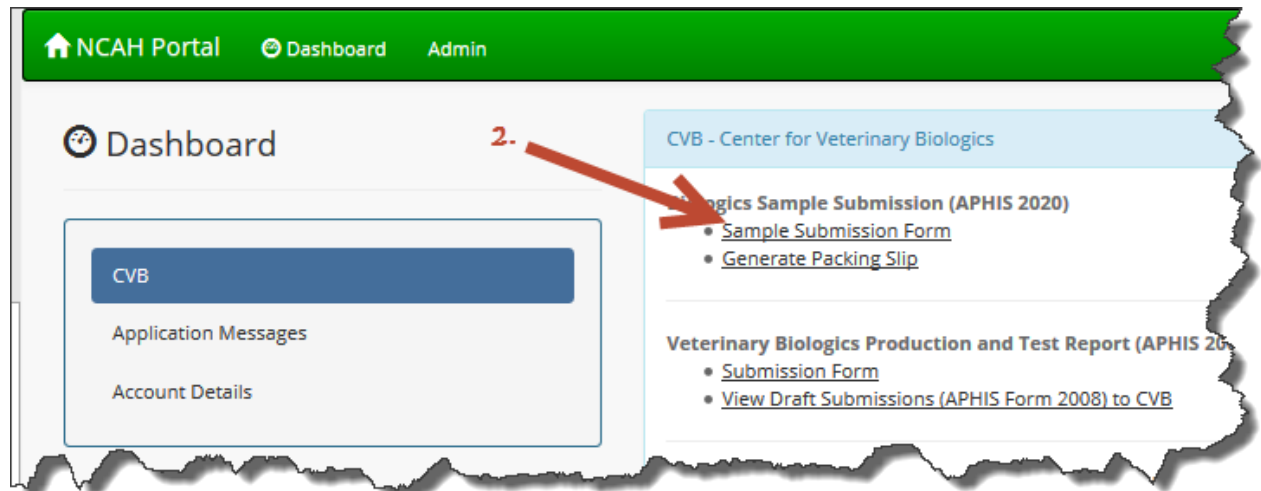 NCAH Portal Dashboard Admin
Dashboard
2.
CVB
Application Messages
Account Details
CVB - Center for Veterinary Biologics
Sample Submission (APHIS 2020)
Sample Submission Form
Generate Packing Slip
Veterinary Biologics Production and Test Report (APHIS
Submission Form
View Draft Submissions (APHIS Form 2008) to CVB